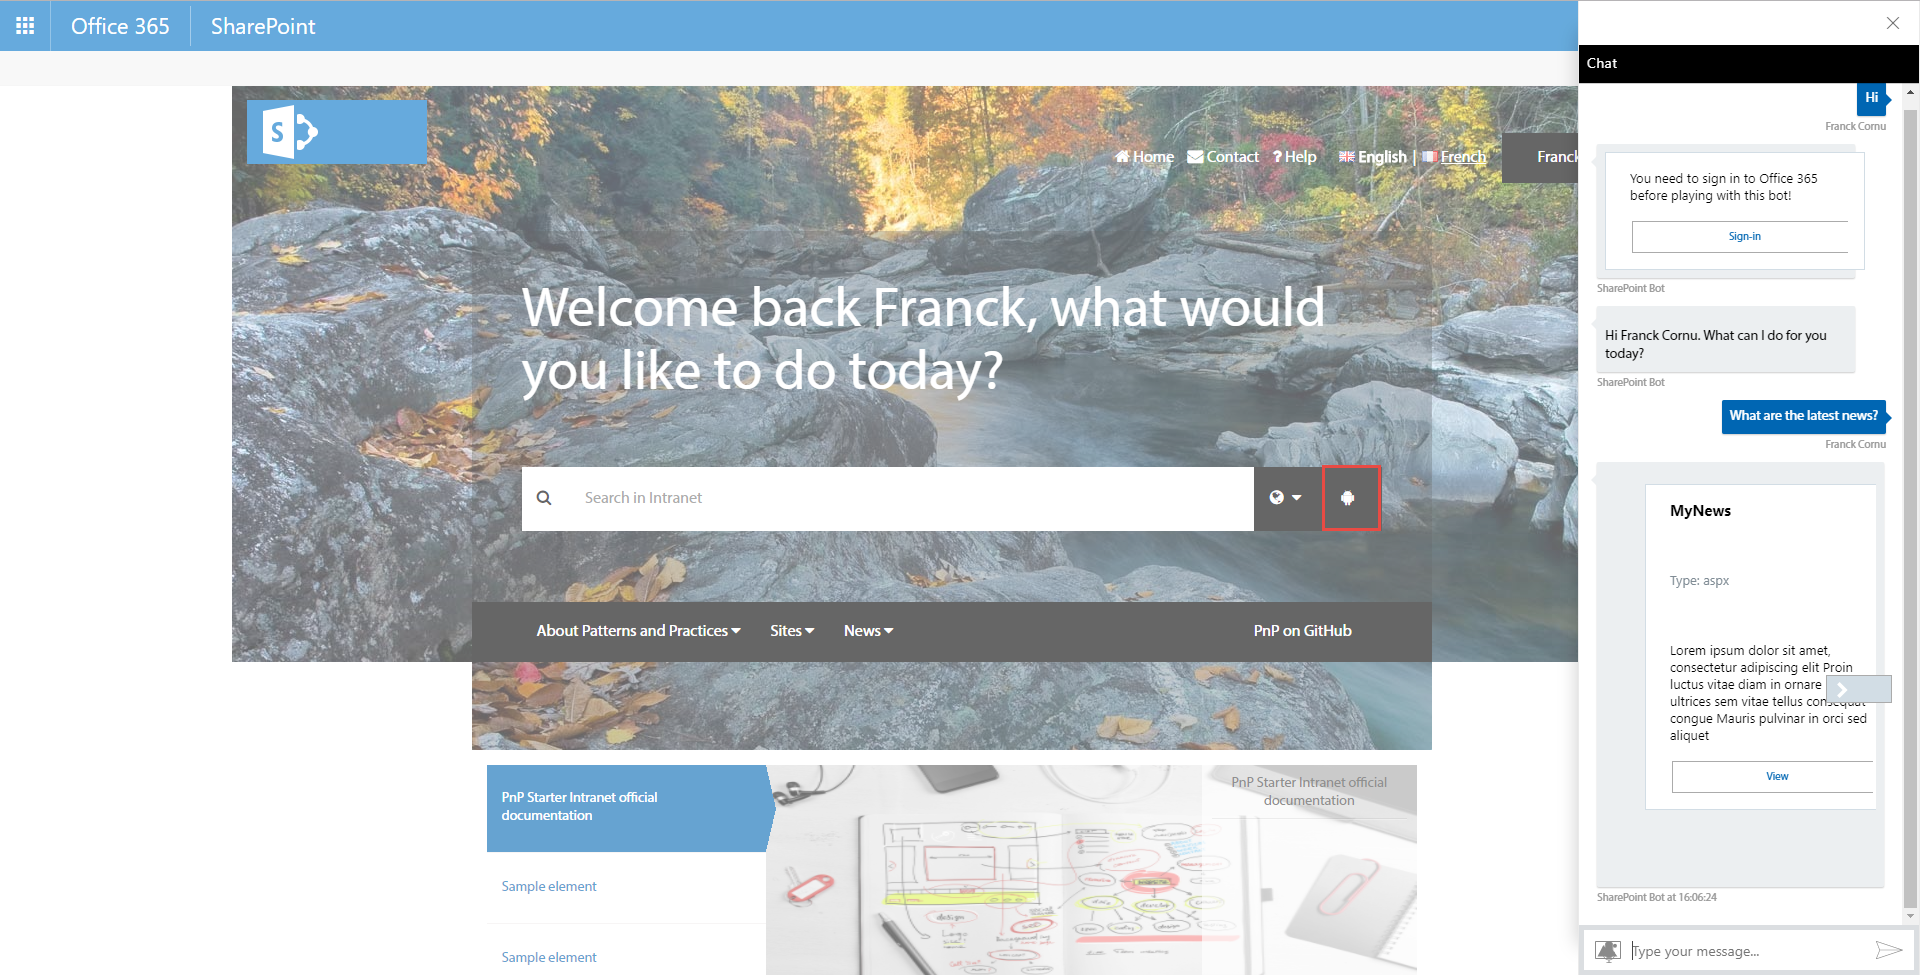 Office 365
SharePoint
S
Home
Contact
? Help
English | French
Franck
Welcome back Franck, what would
you like to do today?
Search in Intranet
About Patterns and Practices
Sites
News
PnP on GitHub
PnP Starter Intranet official
documentation
Sample element
Sample element
PnP Starter Intranet official
documentation
design
Logo
Chat
Hi
Franck Cornu
You need to sign in to Office 365
before playing with this bot!
Sign-in
SharePoint Bot
Hi Franck Cornu. What can I do for you
today?
SharePoint Bot
What are the latest news?
Franck Cornu
MyNews
Type: aspx
Lorem ipsum dolor sit amet,
consectetur adipiscing elit Proin
luctus vitae diam in ornare
ultrices sem vitae tellus consequat
congue Mauris pulvinar in orci sed
aliquet
View
SharePoint Bot at 16:06:24
Type your message...